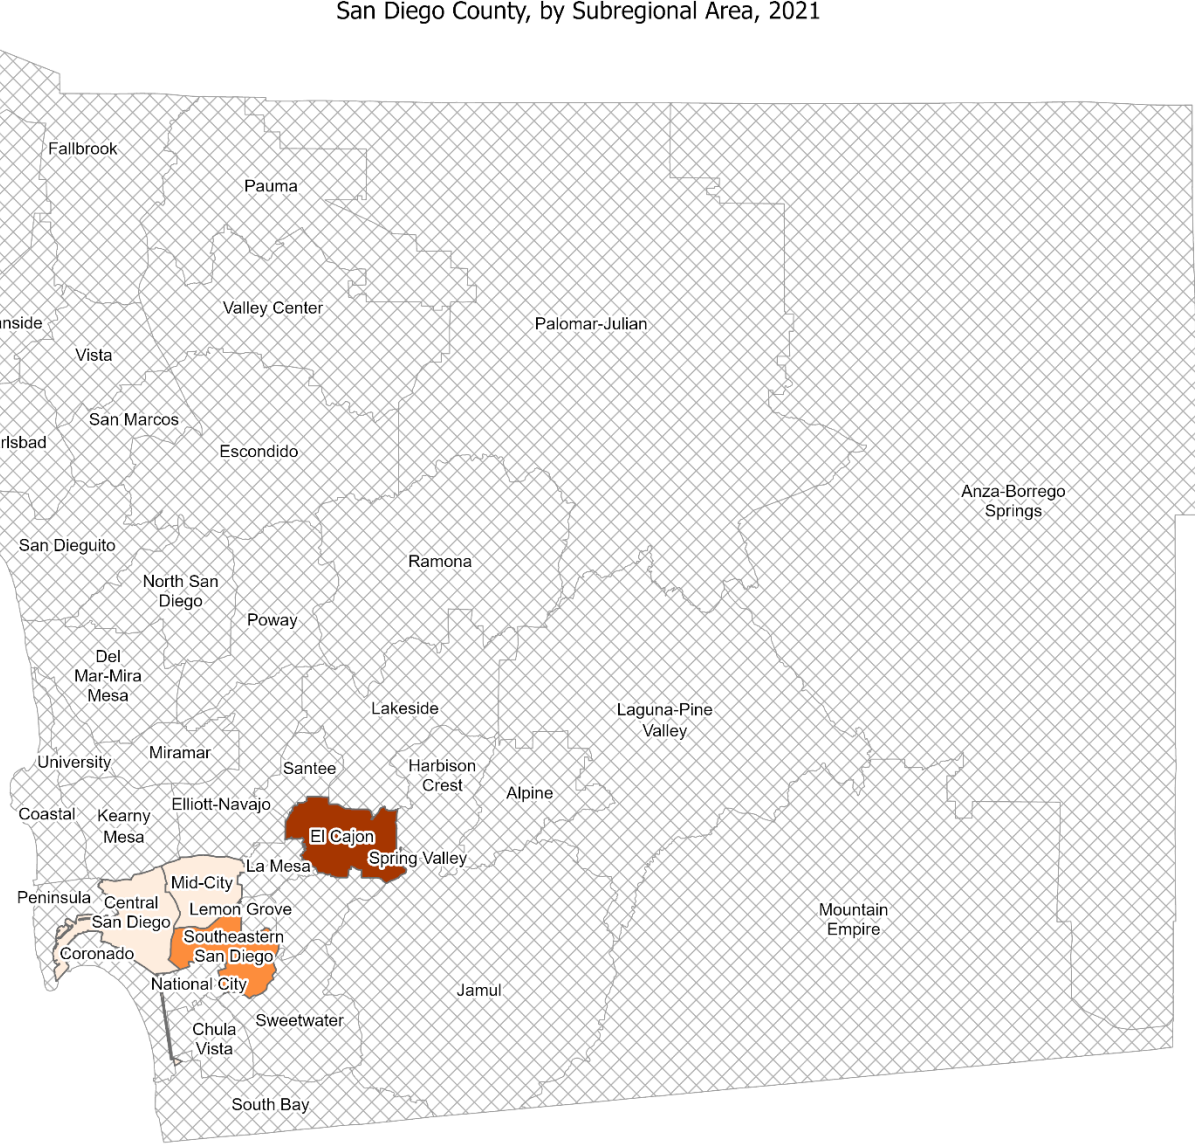 San Diego County, by Subregional Area, 2021
Fallbrook
Pauma
Valley Center
nside
Palomar-Julian
Vista
San Marcos
rlsbad
Escondido
Anza-Borrego
Springs
San Dieguito
Ramona
North San
Diego
Poway
Del
Mar-Mira
Mesa
Lakeside
Laguna-Pine
Valley
Miramar
University
Santee
Harbison
Crest
Alpine
Elliott-Navajo
Coastal
Kearny
Mesa
El Cajon
Spring Valley
La Mesa
Mid-City
Peninsula
Central
San Diego
Lemon Grove
Mountain
Empire
Southeastern
San Diego
Coronado
National City
Jamul
Sweetwater
Chula
Vista
South Bay